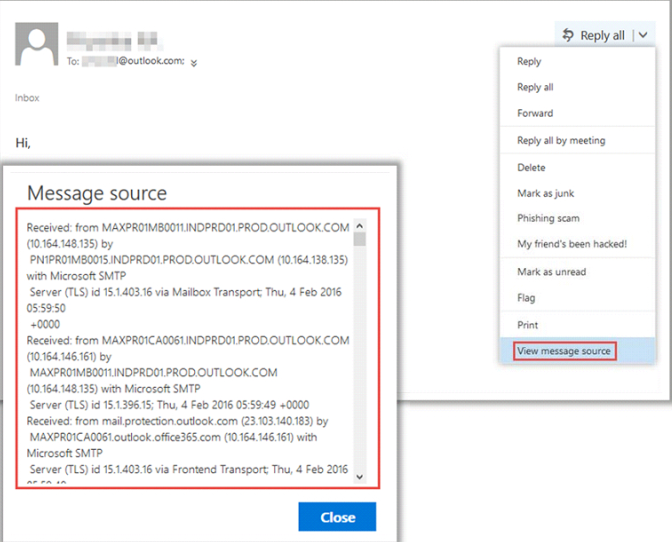 Reply all
To: l@outlook.com;
Inbox
Hi,
Reply
Reply all
Forward
Reply all by meeting
Delete
Mark as junk
Phishing scam
My friend's been hacked!
Mark as unread
Flag
Print
View message source
Message source
Received: from MAXPR01MB0011.INDPRD01.PROD.OUTLOOK.COM
(10.164.148.135) by
PN1PR01MB0015.INDPRD01.PROD.OUTLOOK.COM (10.164.138.135)
with Microsoft SMTP
Server (TLS) id 15.1.403.16 via Mailbox Transport; Thu, 4 Feb 2016
05:59:50
+0000
Received: from MAXPR01CA0061.INDPRD01.PROD.OUTLOOK.COM
(10.164.146.161) by
MAXPR01MB0011.INDPRD01.PROD.OUTLOOK.COM
(10.164.148.135) with Microsoft SMTP
Server (TLS) id 15.1.396.15; Thu, 4 Feb 2016 05:59:49 +0000
Received: from mail.protection.outlook.com (23.103.140.183) by
MAXPR01CA0061.outlook.office365.com (10.164.146.161) with
Microsoft SMTP
Server (TLS) id 15.1.403.16 via Frontend Transport; Thu, 4 Feb 2016
Close